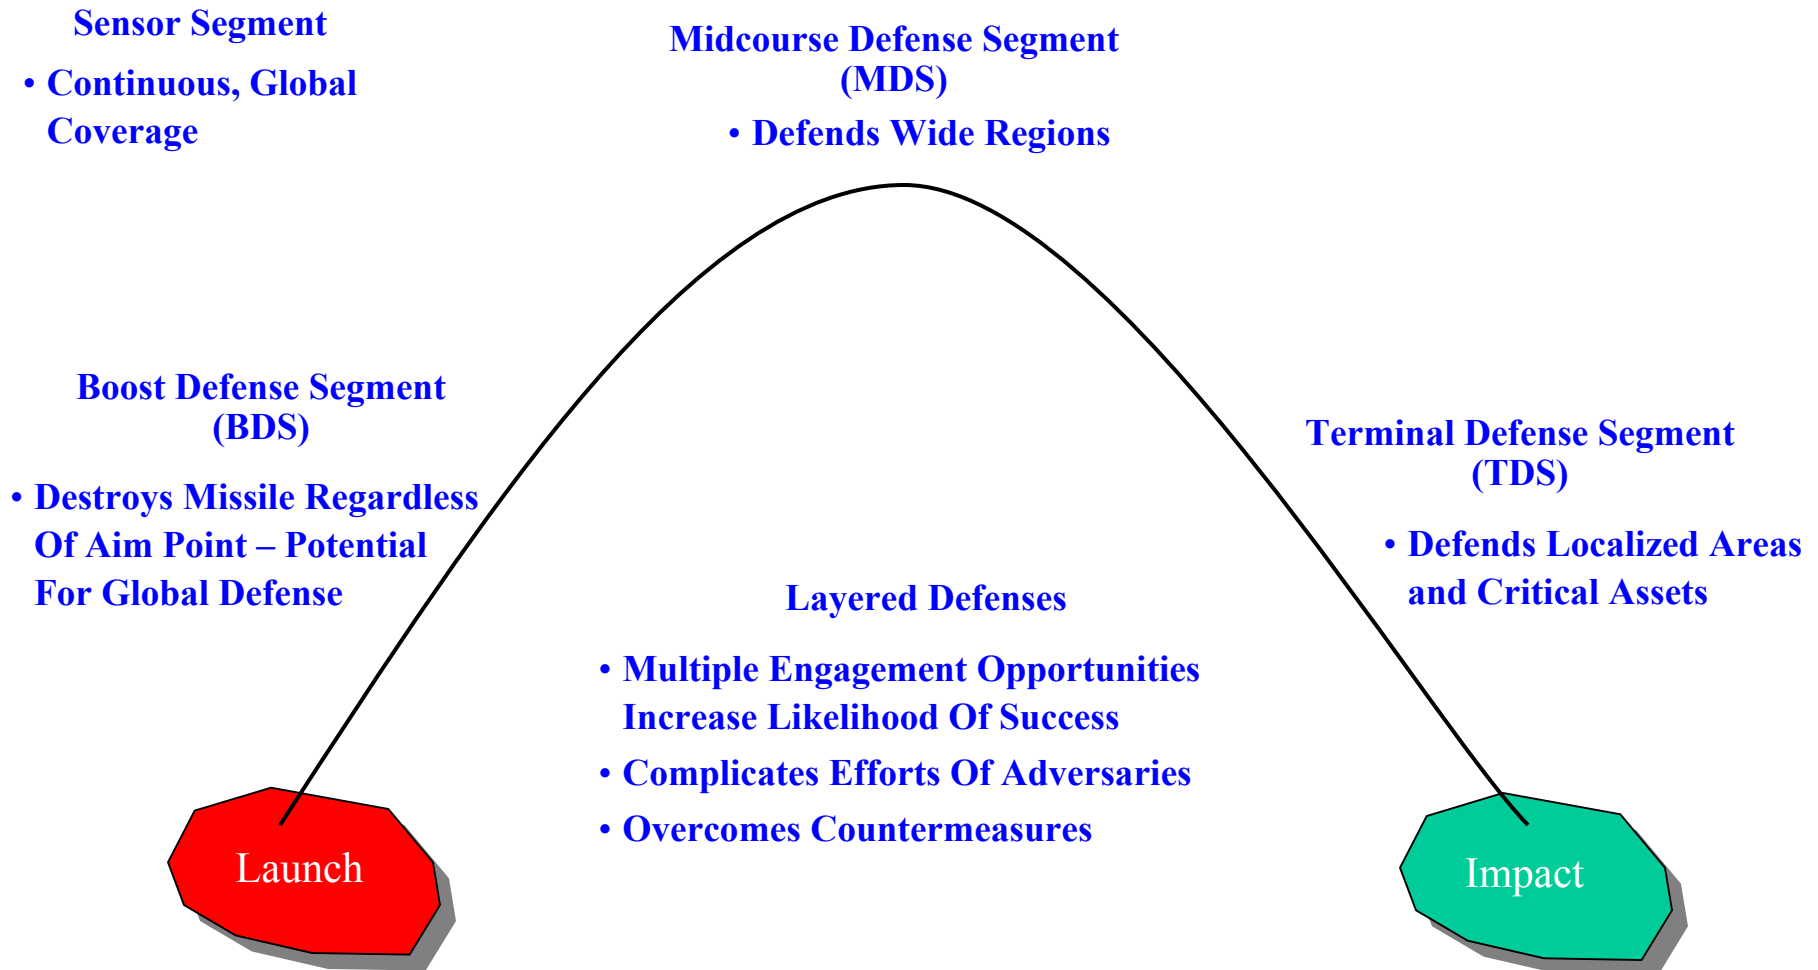 Sensor Segment
• Continuous, Global
Coverage
Midcourse Defense Segment
(MDS)
• Defends Wide Regions
Boost Defense Segment
(BDS)
• Destroys Missile Regardless
Of Aim Point – Potential
For Global Defense
Terminal Defense Segment
(TDS)
• Defends Localized Areas
and Critical Assets
Layered Defenses
• Multiple Engagement Opportunities
Increase Likelihood Of Success
• Complicates Efforts Of Adversaries
• Overcomes Countermeasures
Launch
Impact